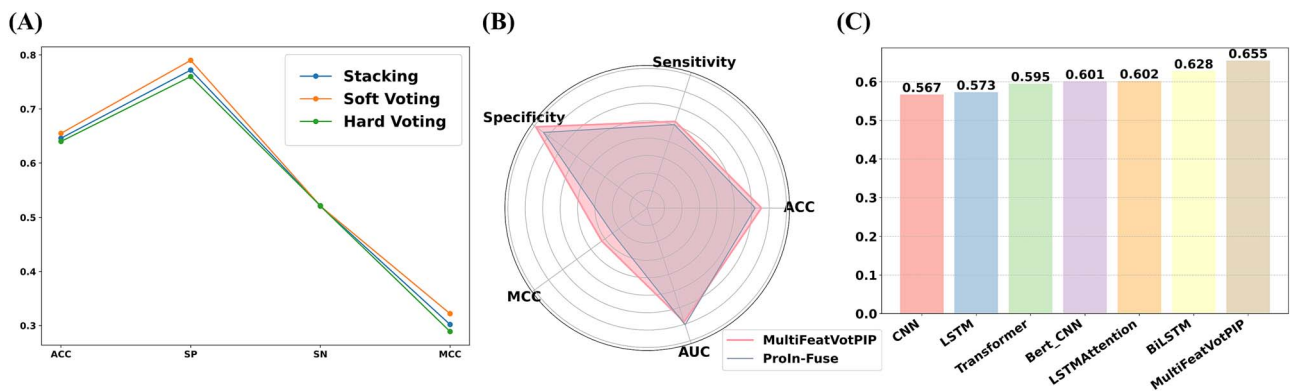 (A)
0.8
0.7
0.6
0.5
0.4
0.3
ACC
SP
SN
MCC
Stacking
Soft Voting
Hard Voting
(B)
Sensitivity
Specificity
ACC
MCC
AUC
MultiFeatVotPIP
ProIn-Fuse
(C)
0.6
0.5
0.4
0.3
0.2
0.1
0.0
0.567
0.573
0.595
0.601
0.602
0.628
0.655
CNN
LSTM
Transformer
Bert_CNN
LSTMAttention
BiLSTM
MultiFeatVotPIP